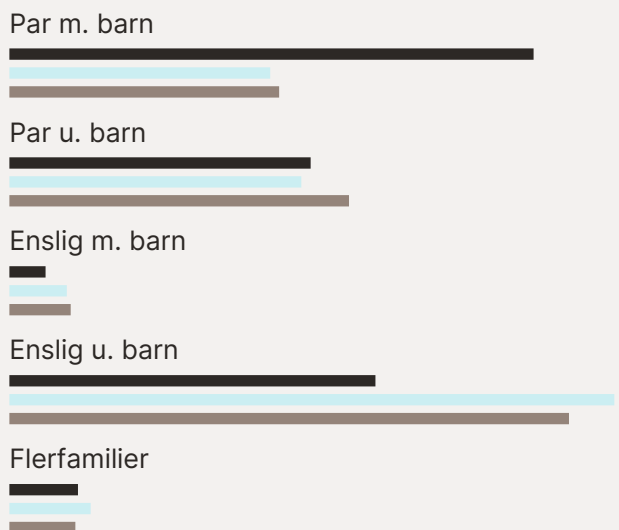 Par m. barn
Par u. barn
Enslig m. barn
Enslig u. barn
Flerfamilier